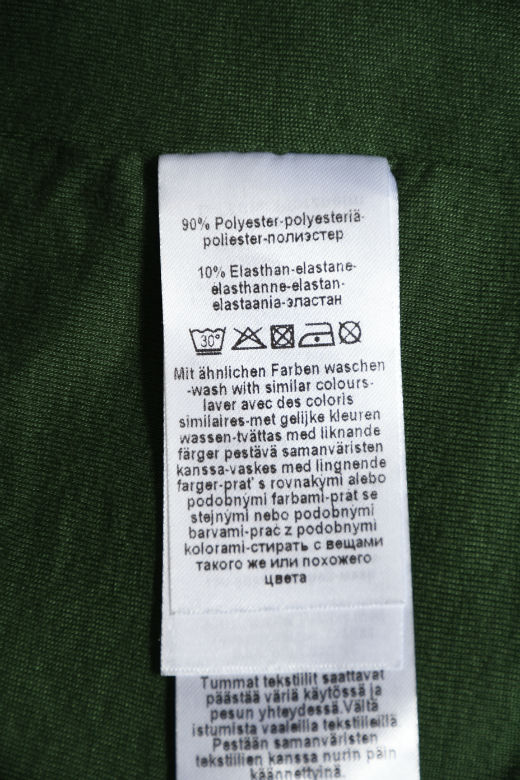 90% Polyester-polyesteriä-
poliester-полиэстер
10% Elasthan-elastane-
élasthanne-elastan-
elastaania-эластан
30°
Mit ähnlichen Farben waschen
-wash with similar colours-
laver avec des coloris
similaires-met gelijke kleuren
wassen-tvättas med liknande
färger pestävä samanväristen
kanssa-vaskes med lingnende
farger-prat' s rovnakými alebo
podobnými farbami-prát se
stejnými nebo podobnými
barvami-prać z podobnymi
kolorami-стирать с вещами
такого же или похожего
цвета
Tummat tekstiilit saattavat
päästää väriä käytössä ja
pesun yhteydessä.Vältä
istumista vaaleilla tekstiileillä
Pestään samanväristen
tekstiilien kanssa nurin päin
käännettyinä